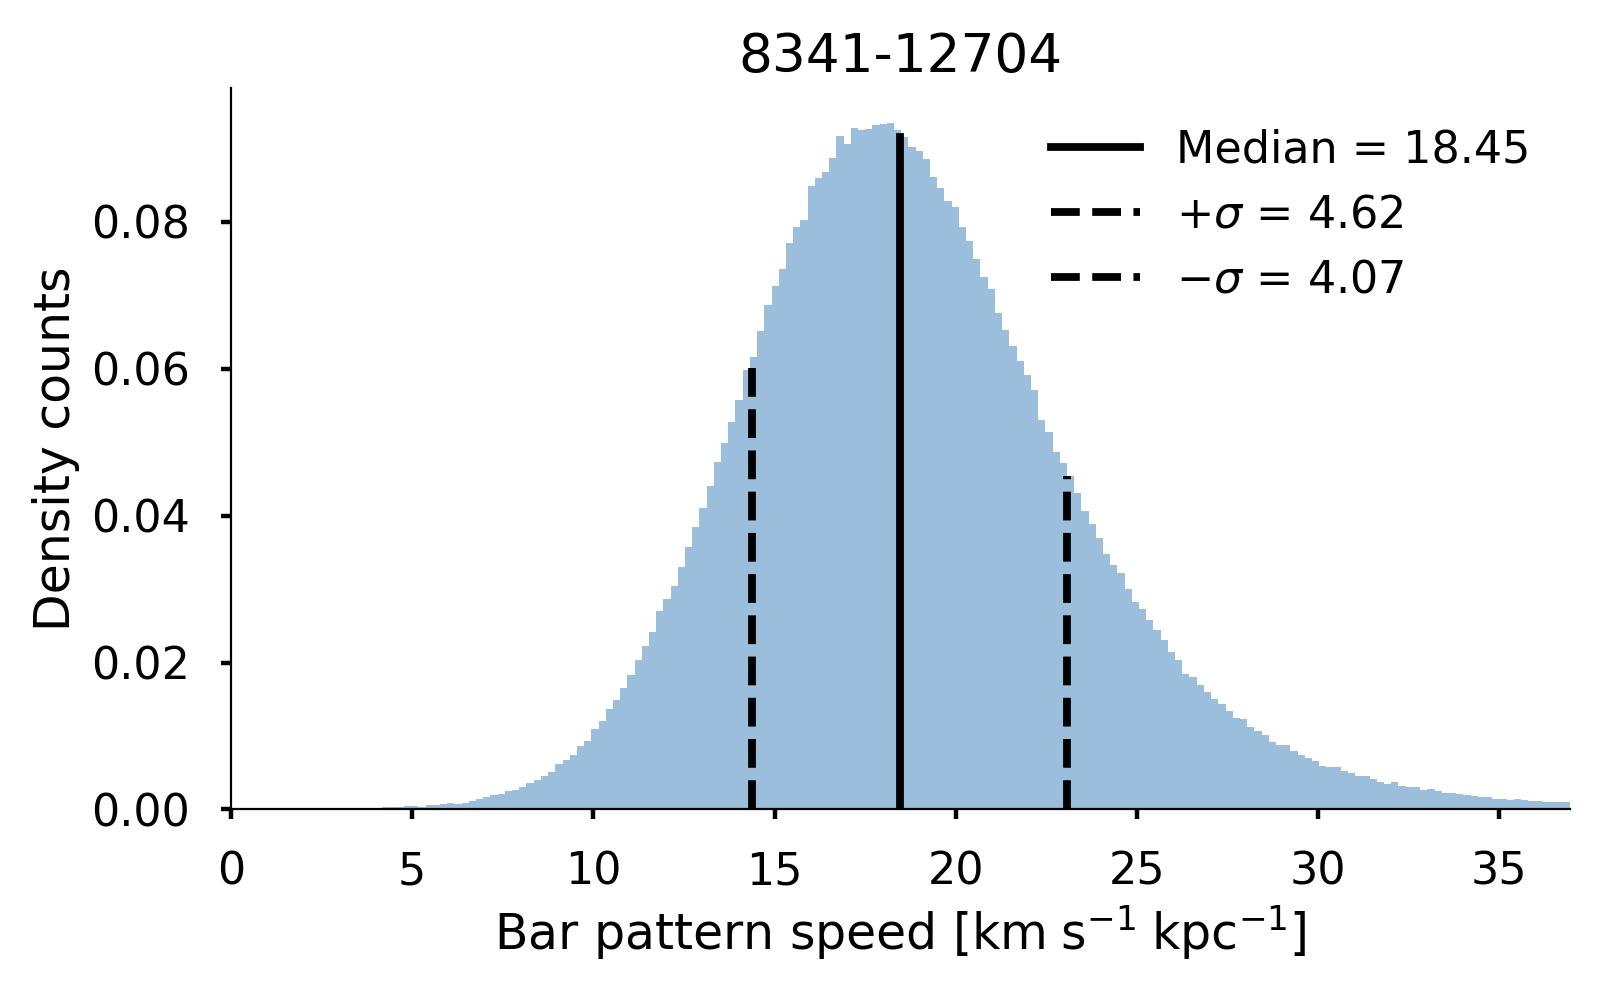 8341-12704
Median = 18.45
+σ = 4.62
−σ = 4.07
Density counts
0.08
0.06
0.04
0.02
0.00
0 5 10 15 20 25 30 35
Bar pattern speed [km s⁻¹ kpc⁻¹]